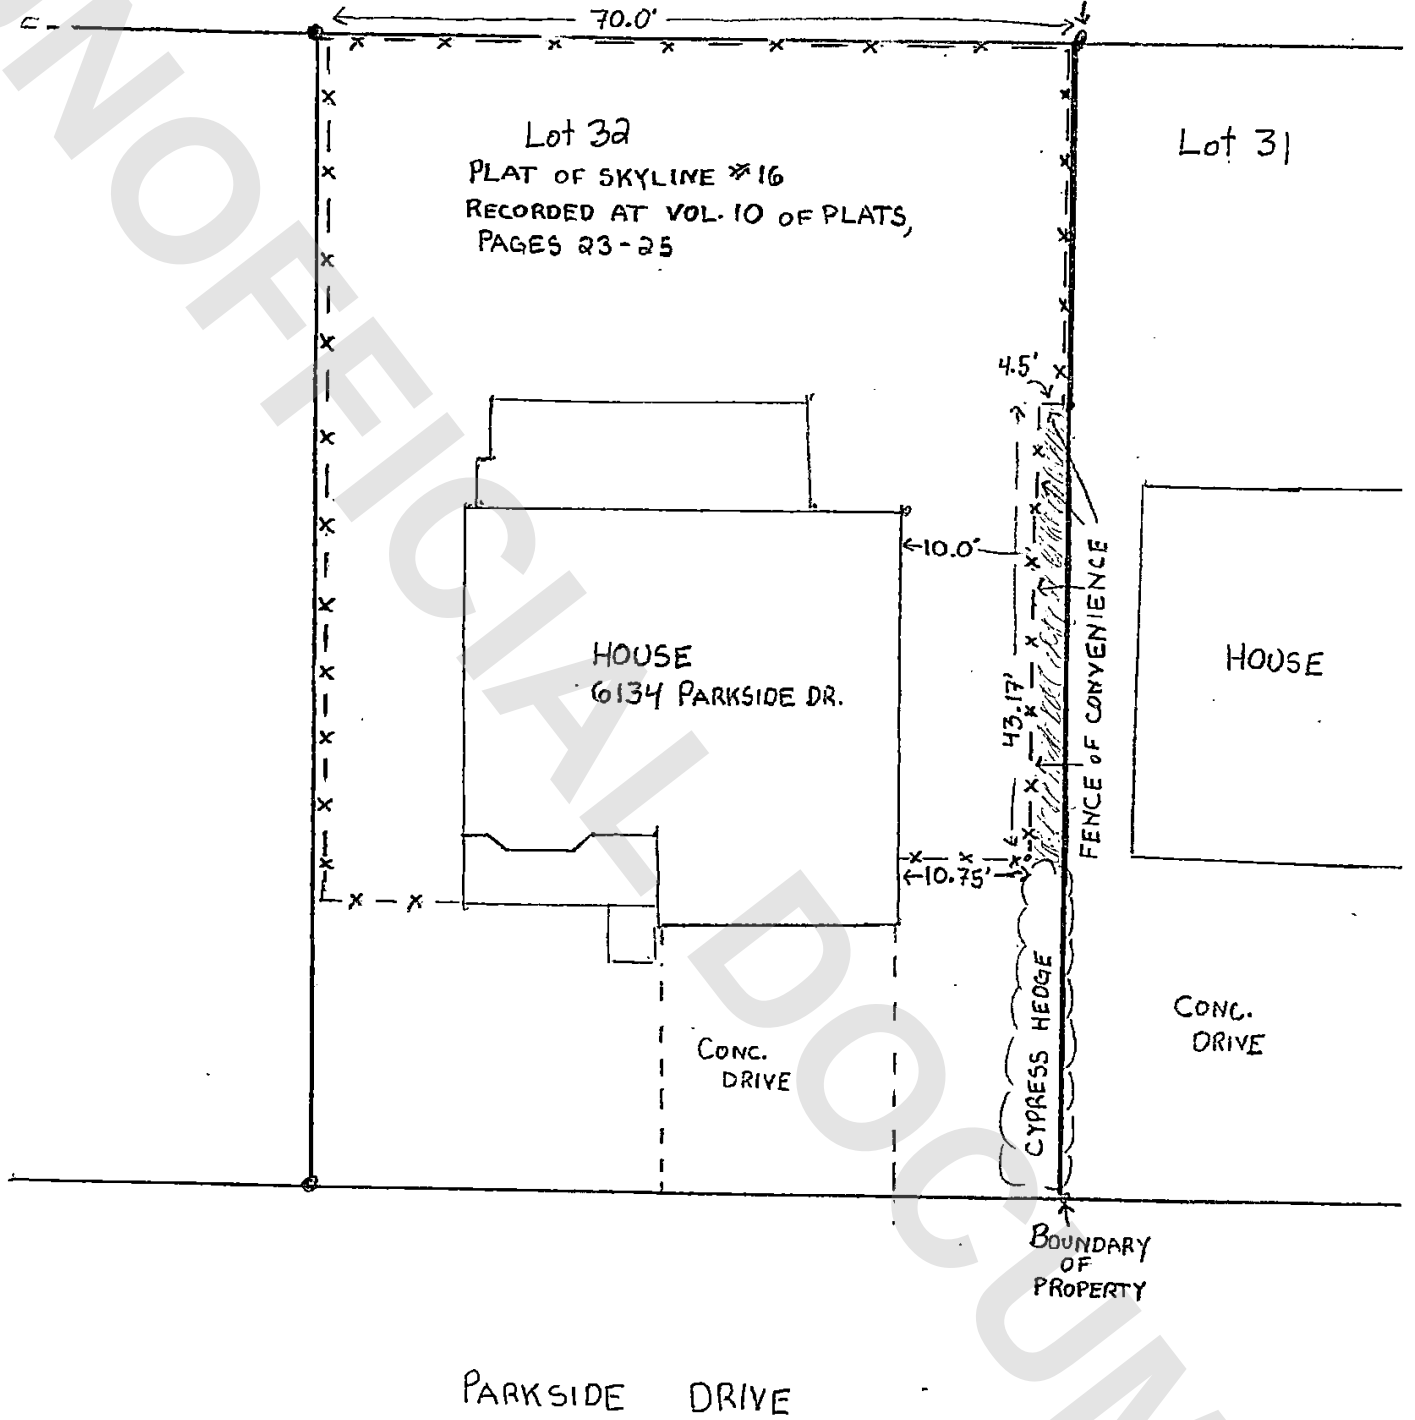 70.0'
Lot 32
PLAT OF SKYLINE #16
RECORDED AT VOL. 10 OF PLATS,
PAGES 23-25
Lot 31
4.5'
10.0'
43.17'
FENCE OF CONVENIENCE
HOUSE
6134 PARKSIDE DR.
HOUSE
10.75'
CYPRESS HEDGE
CONC.
DRIVE
CONC.
DRIVE
BOUNDARY
OF
PROPERTY
PARKSIDE DRIVE
UNOFFICIAL DOCUM